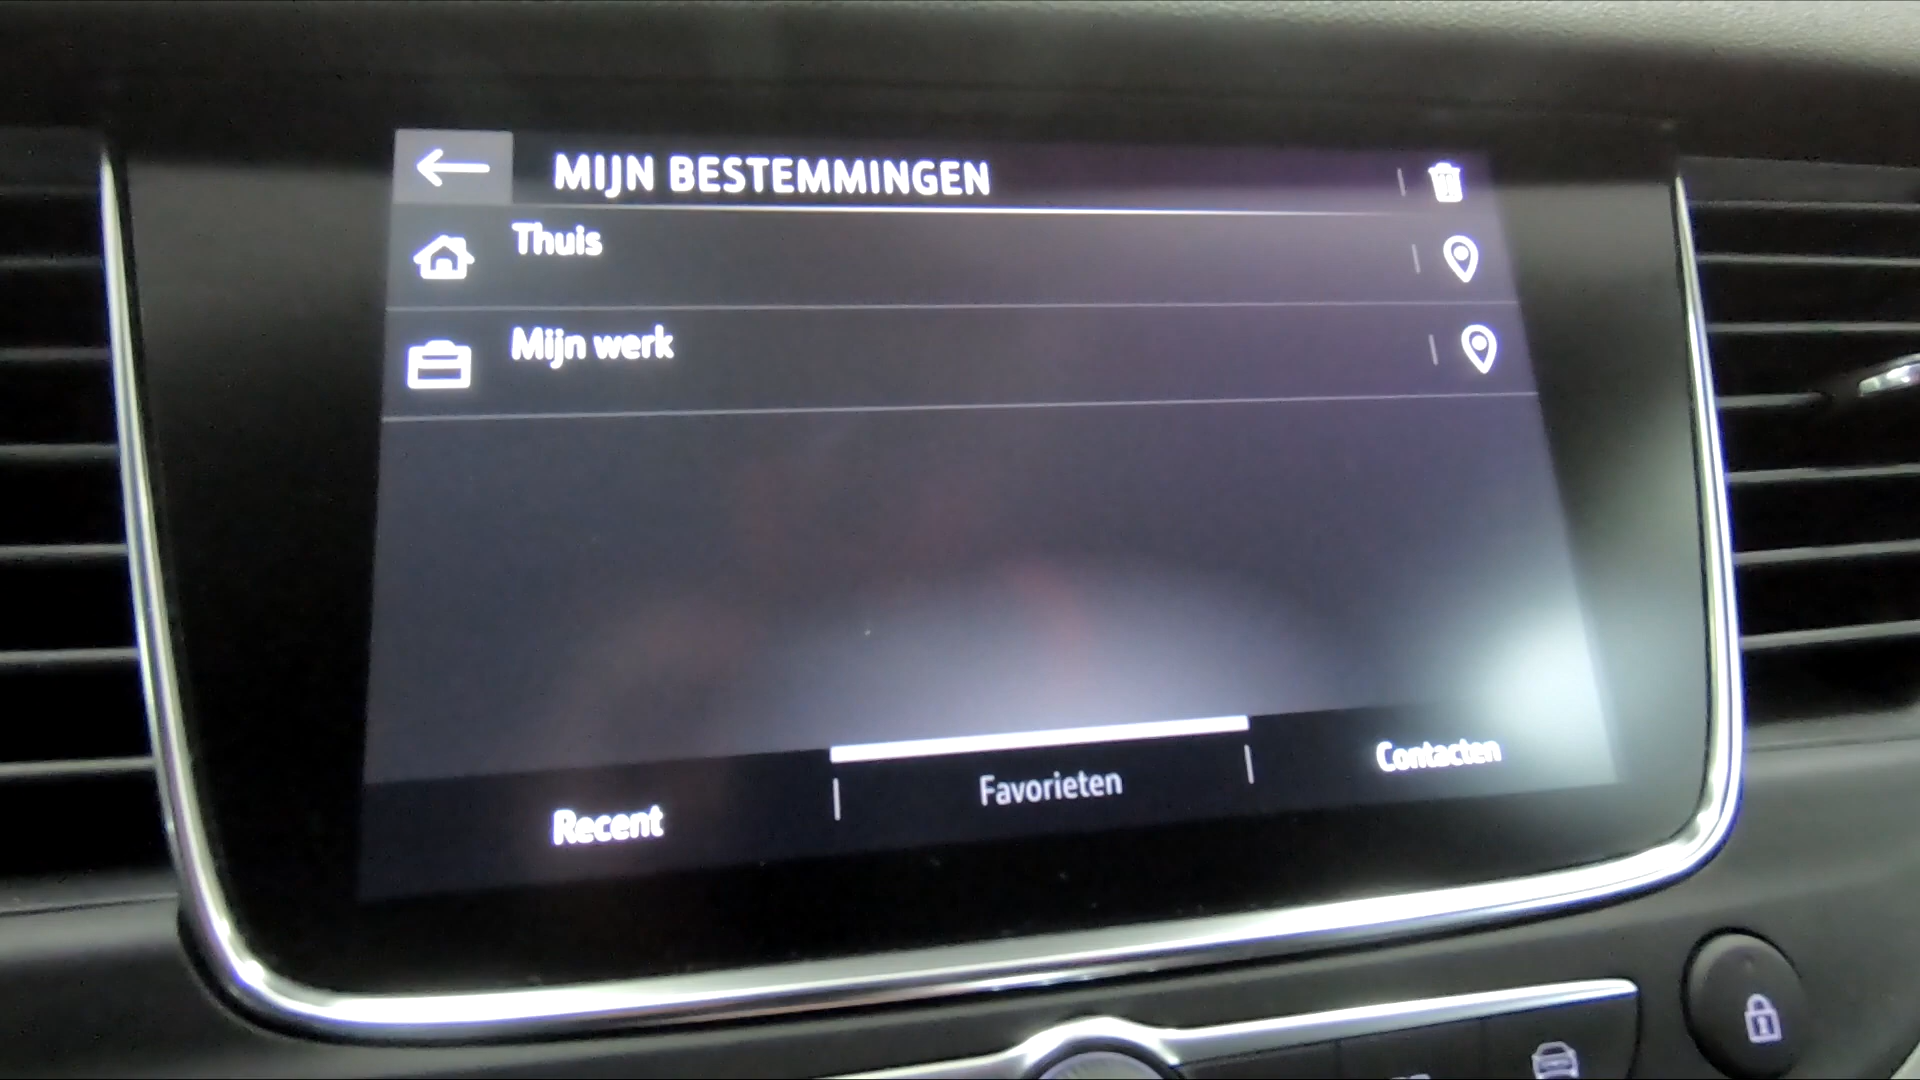 MIJN BESTEMMINGEN
Thuis
Mijn werk
Recent
Favorieten
Contacten